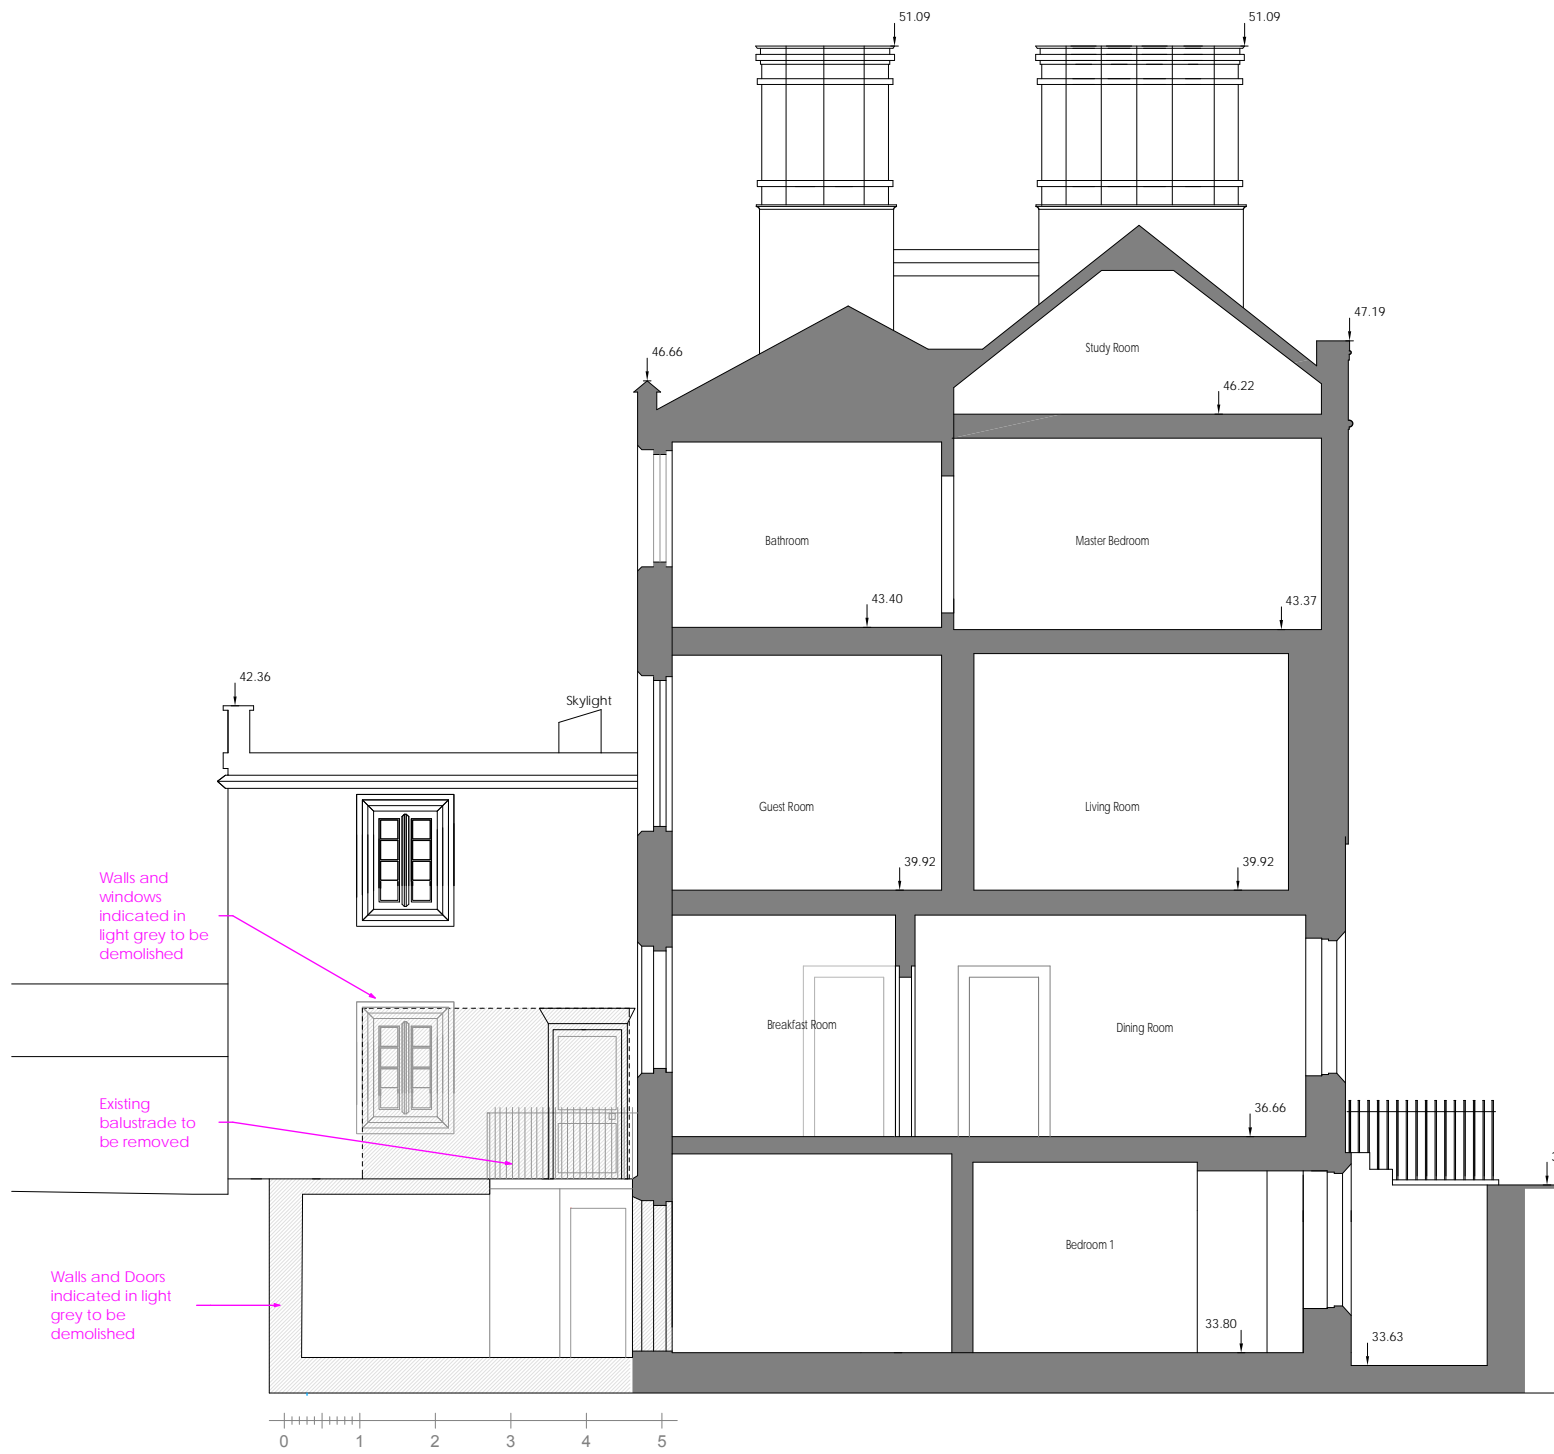 51.09
51.09
47.19
Study Room
46.66
46.22
Bathroom
Master Bedroom
43.40
43.37
42.36
Skylight
Guest Room
Living Room
39.92
39.92
Walls and
windows
indicated in
light grey to be
demolished
Breakfast Room
Dining Room
Existing
balustrade to
be removed
36.66
Bedroom 1
Walls and Doors
indicated in light
grey to be
demolished
33.80
33.63
0 1 2 3 4 5